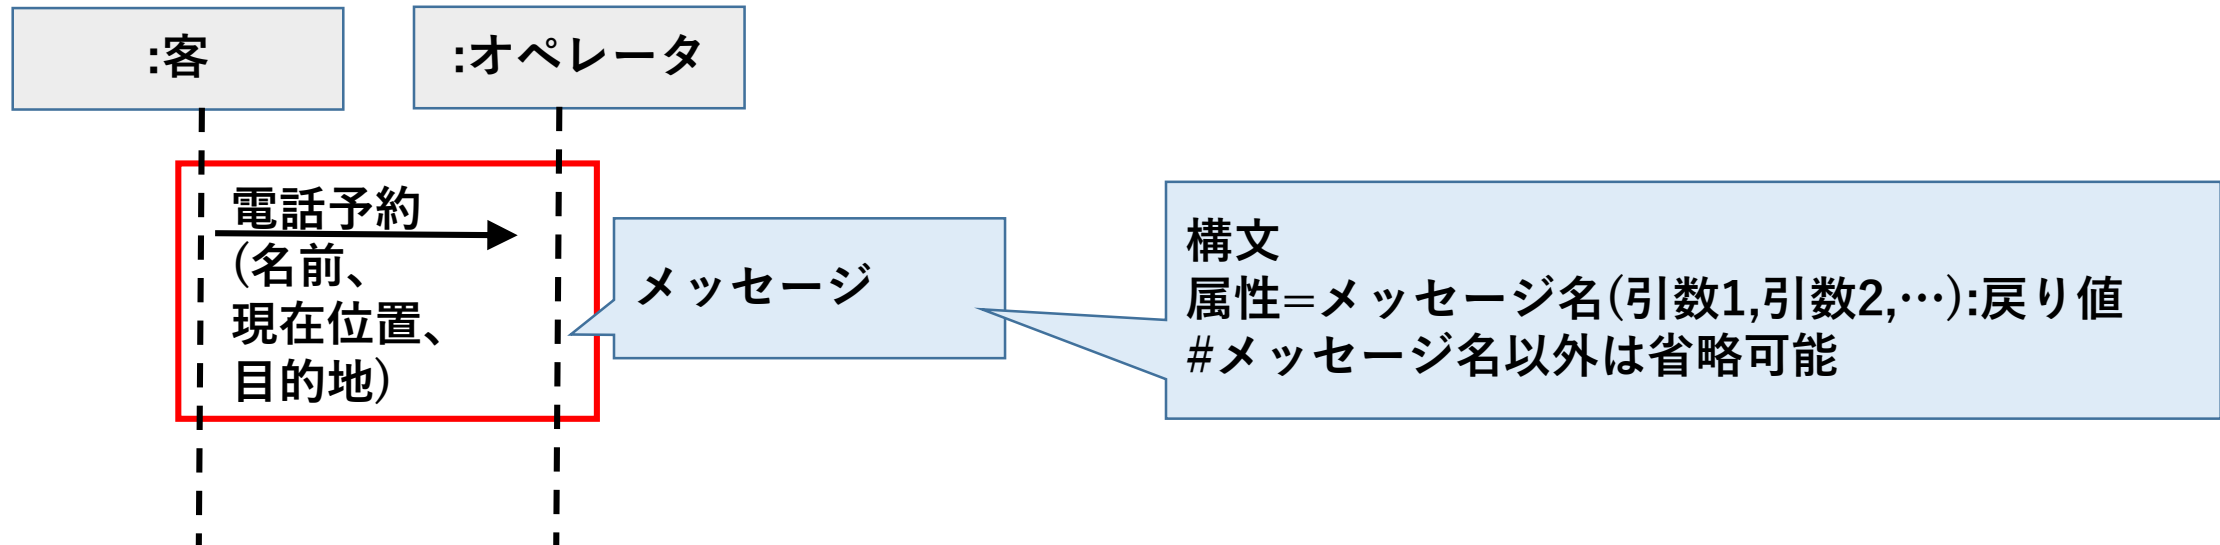 :客
:オペレータ
電話予約
(名前、
現在位置、
目的地)
メッセージ
構文
属性=メッセージ名(引数1,引数2,…):戻り値
#メッセージ名以外は省略可能